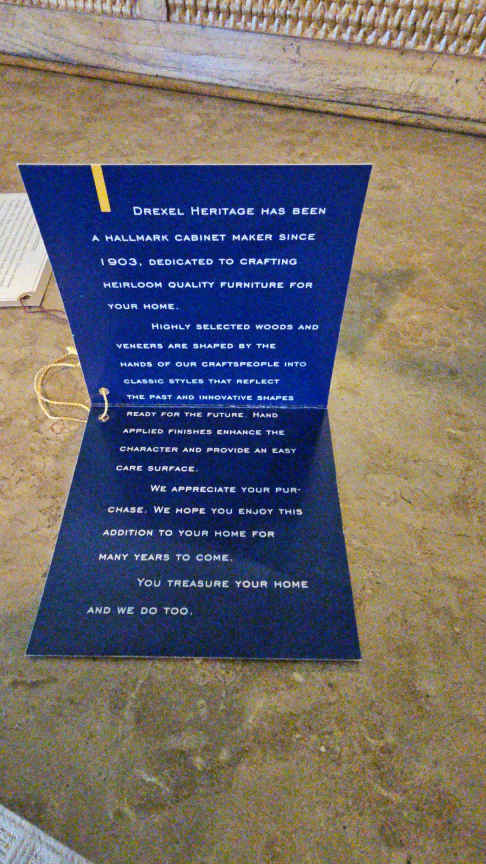 DREXEL HERITAGE HAS BEEN
A HALLMARK CABINET MAKER SINCE
1903, DEDICATED TO CRAFTING
HEIRLOOM QUALITY FURNITURE FOR
YOUR HOME.
HIGHLY SELECTED WOODS AND
VENEERS ARE SHAPED BY THE
HANDS OF OUR CRAFTSPEOPLE INTO
CLASSIC STYLES THAT REFLECT
THE PAST AND INNOVATIVE SHAPES
READY FOR THE FUTURE. HAND
APPLIED FINISHES ENHANCE THE
CHARACTER AND PROVIDE AN EASY
CARE SURFACE.
WE APPRECIATE YOUR PUR-
CHASE. WE HOPE YOU ENJOY THIS
ADDITION TO YOUR HOME FOR
MANY YEARS TO COME.
YOU TREASURE YOUR HOME
AND WE DO TOO.